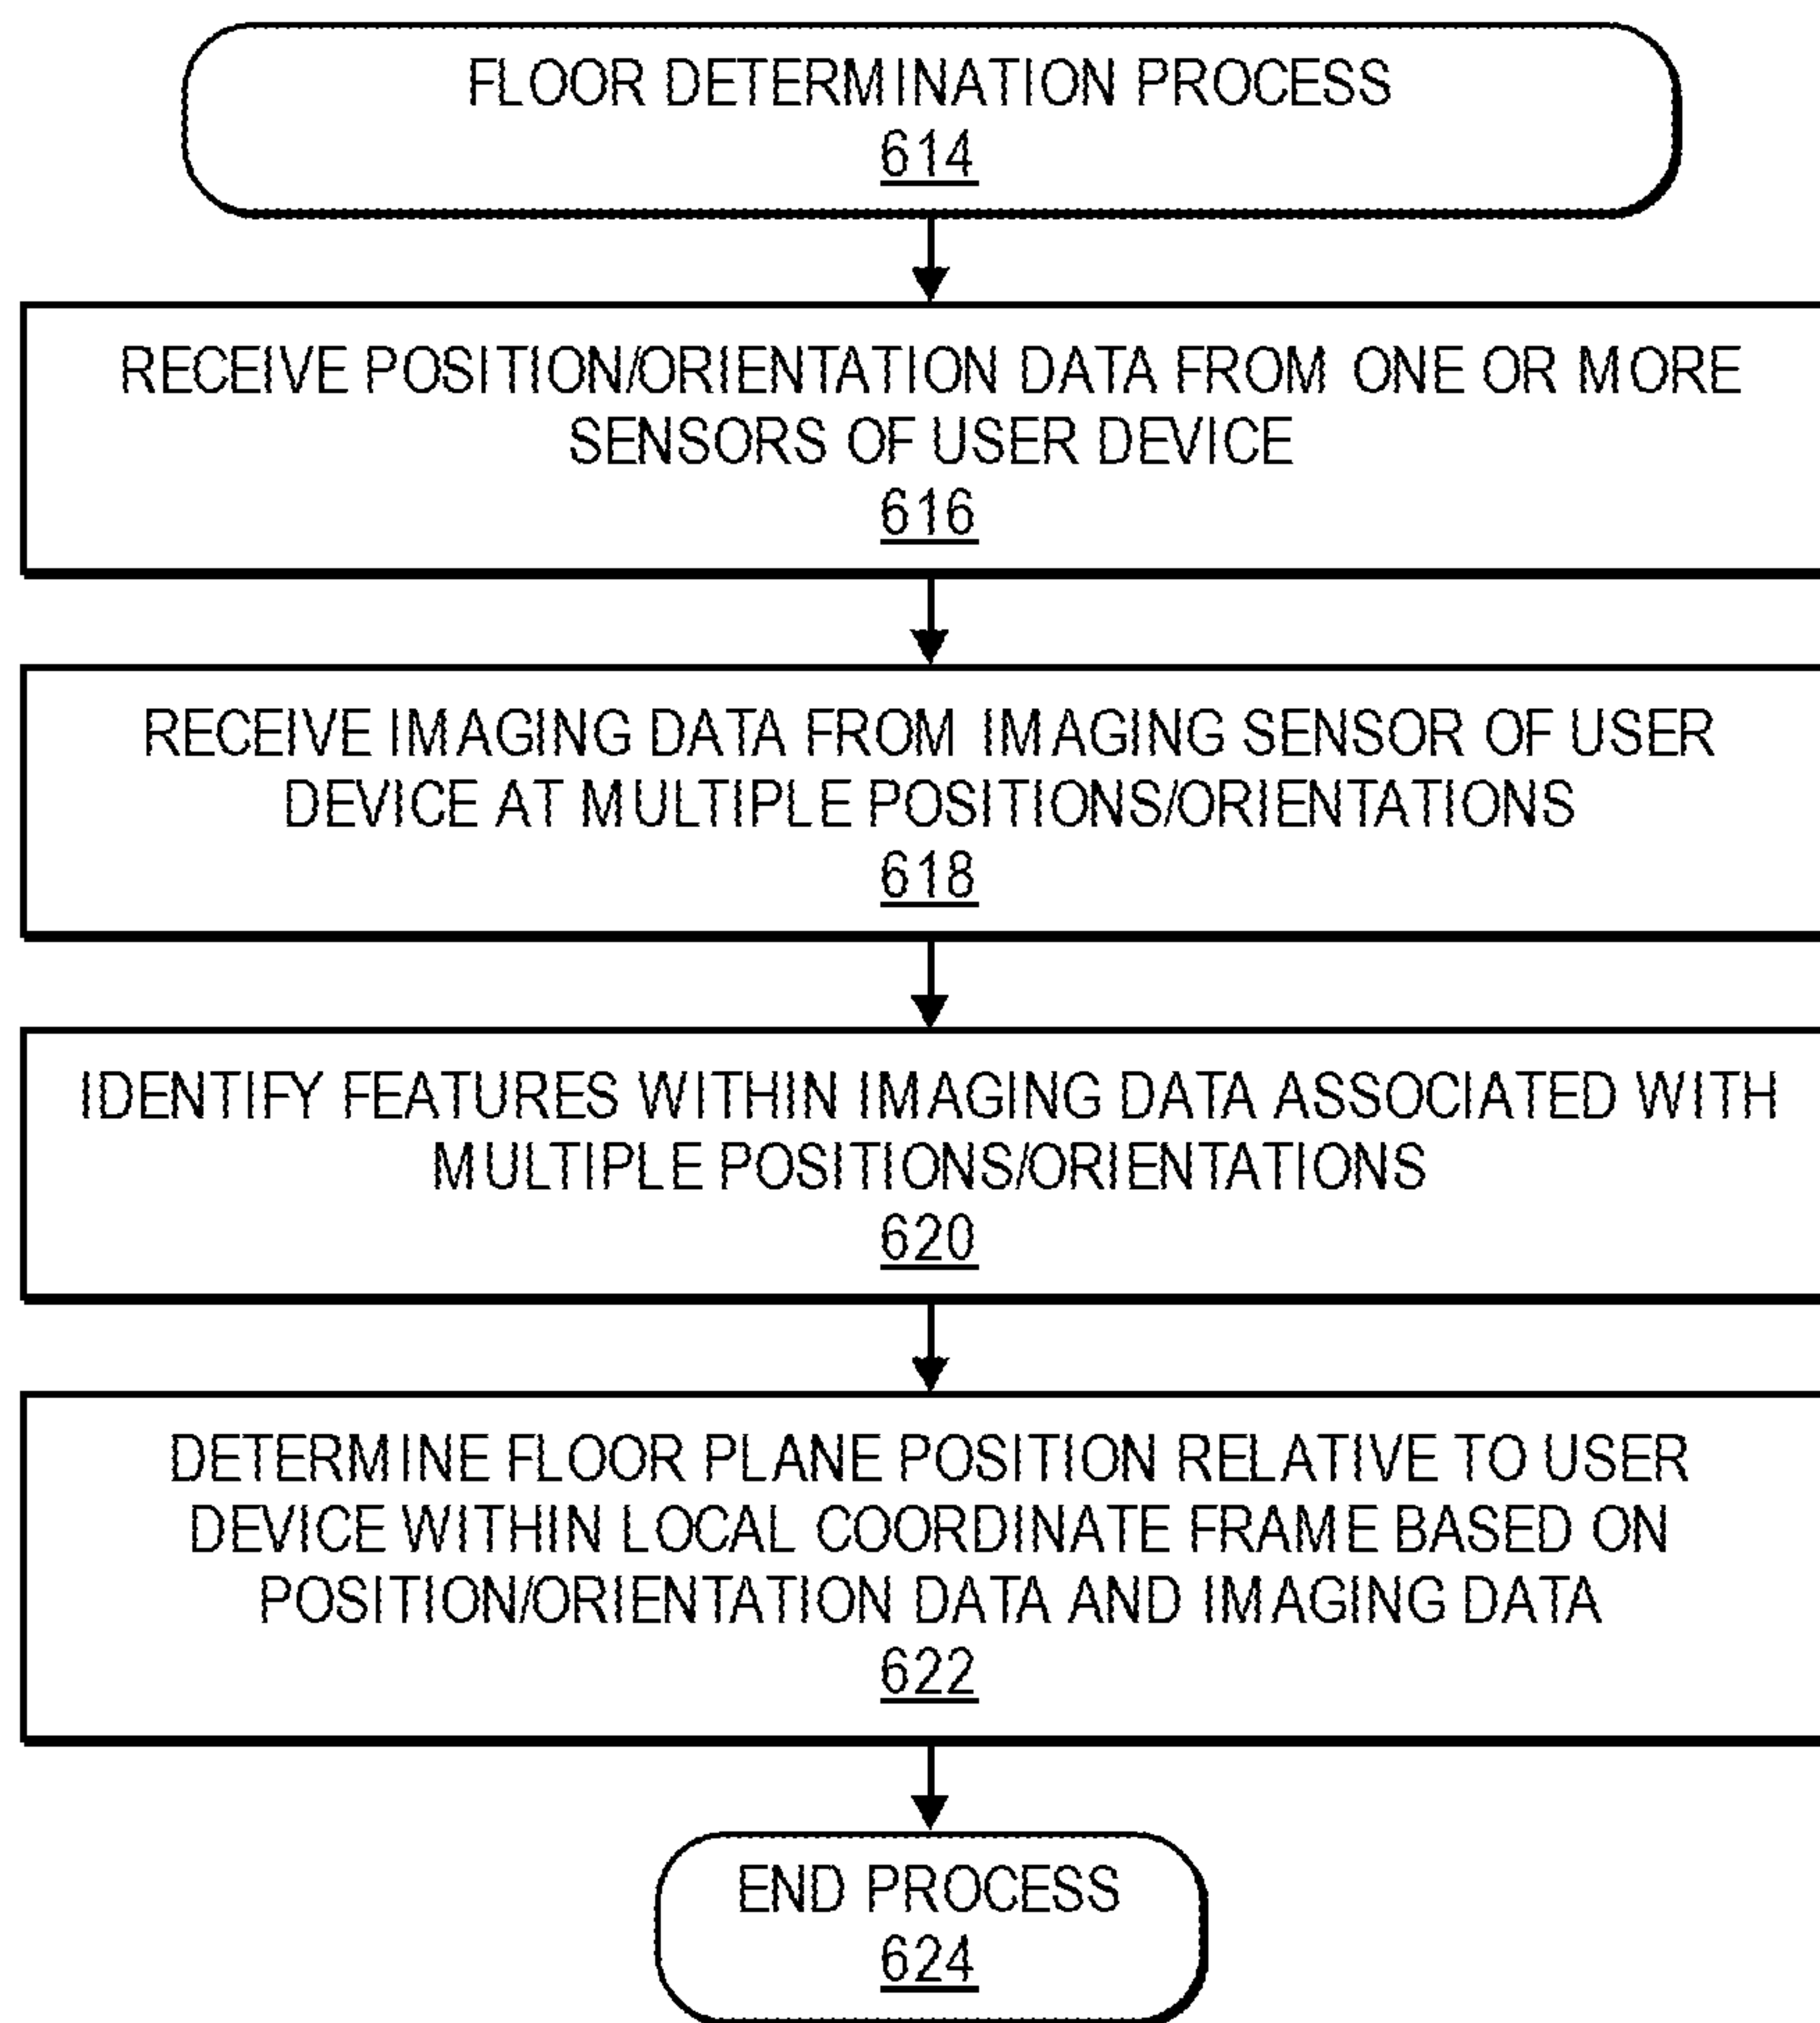 FLOOR DETERMINATION PROCESS
614
RECEIVE POSITION/ORIENTATION DATA FROM ONE OR MORE
SENSORS OF USER DEVICE
616
RECEIVE IMAGING DATA FROM IMAGING SENSOR OF USER
DEVICE AT MULTIPLE POSITIONS/ORIENTATIONS
618
IDENTIFY FEATURES WITHIN IMAGING DATA ASSOCIATED WITH
MULTIPLE POSITIONS/ORIENTATIONS
620
DETERMINE FLOOR PLANE POSITION RELATIVE TO USER
DEVICE WITHIN LOCAL COORDINATE FRAME BASED ON
POSITION/ORIENTATION DATA AND IMAGING DATA
622
END PROCESS
624